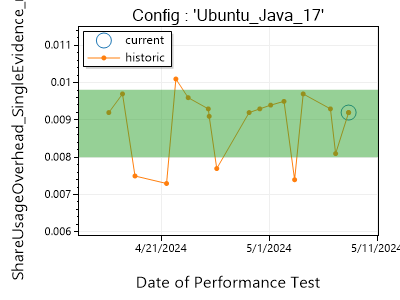 Config : 'Ubuntu_Java_17'
ShareUsageOverhead_SingleEvidence_
current
historic
0.011
0.01
0.009
0.008
0.007
0.006
4/21/2024
5/1/2024
5/11/2024
Date of Performance Test